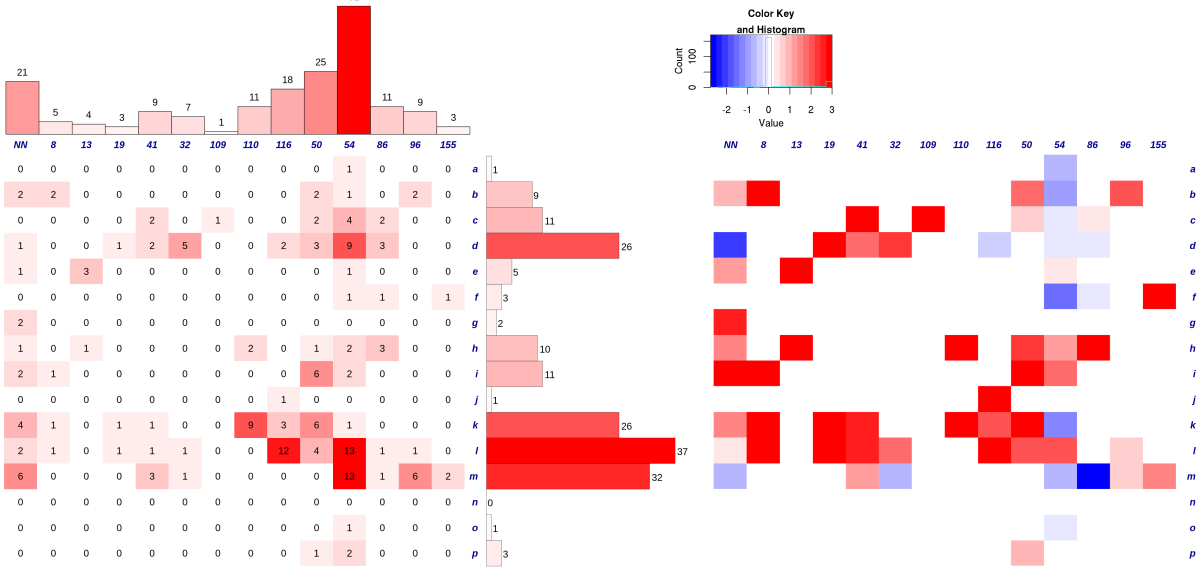 Color Key
and Histogram
Count
0 100
-2 -1 0 1 2 3
Value
21 5 4 3 9 7 1 11 18 25 11 9 3
NN 8 13 19 41 32 109 110 116 50 54 86 96 155
NN 8 13 19 41 32 109 110 116 50 54 86 96 155
0 0 0 0 0 0 0 0 0 0 1 0 0 0 a 1 a
2 2 0 0 0 0 0 0 0 2 1 0 2 0 b 9 b
0 0 0 0 2 0 1 0 0 2 4 2 0 0 c 11 c
1 0 0 1 2 5 0 0 2 3 9 3 0 0 d 26 d
1 0 3 0 0 0 0 0 0 0 1 0 0 0 e 5 e
0 0 0 0 0 0 0 0 0 0 1 1 0 1 f 3 f
2 0 0 0 0 0 0 0 0 0 0 0 0 0 g 2 g
1 0 1 0 0 0 0 2 0 1 2 3 0 0 h 10 h
2 1 0 0 0 0 0 0 0 6 2 0 0 0 i 11 i
0 0 0 0 0 0 0 0 1 0 0 0 0 0 j 1 j
4 1 0 1 1 0 0 9 3 6 1 0 0 0 k 26 k
2 1 0 1 1 1 0 0 12 4 13 1 1 0 l 37 l
6 0 0 0 3 1 0 0 0 0 13 1 6 2 m 32 m
0 0 0 0 0 0 0 0 0 0 0 0 0 0 n 0 n
0 0 0 0 0 0 0 0 0 0 1 0 0 0 o 1 o
0 0 0 0 0 0 0 0 0 1 2 0 0 0 p 3 p